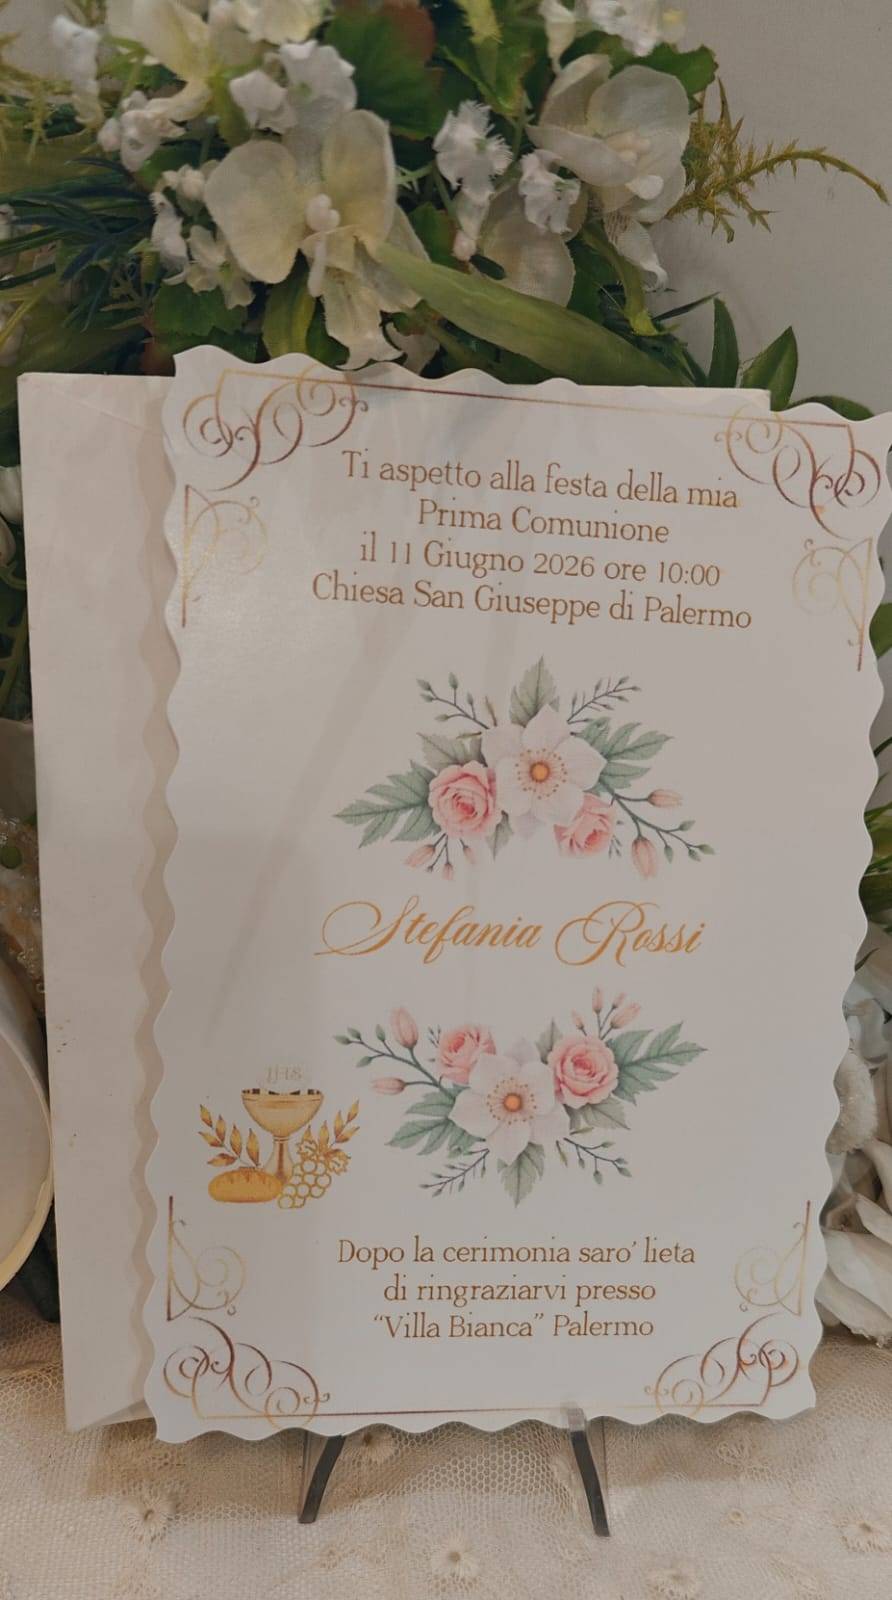 Ti aspetto alla festa della mia
Prima Comunione
il 11 Giugno 2026 ore 10:00
Chiesa San Giuseppe di Palermo
Stefania Rossi
IHS
Dopo la cerimonia saro' lieta
di ringraziarvi presso
“Villa Bianca” Palermo